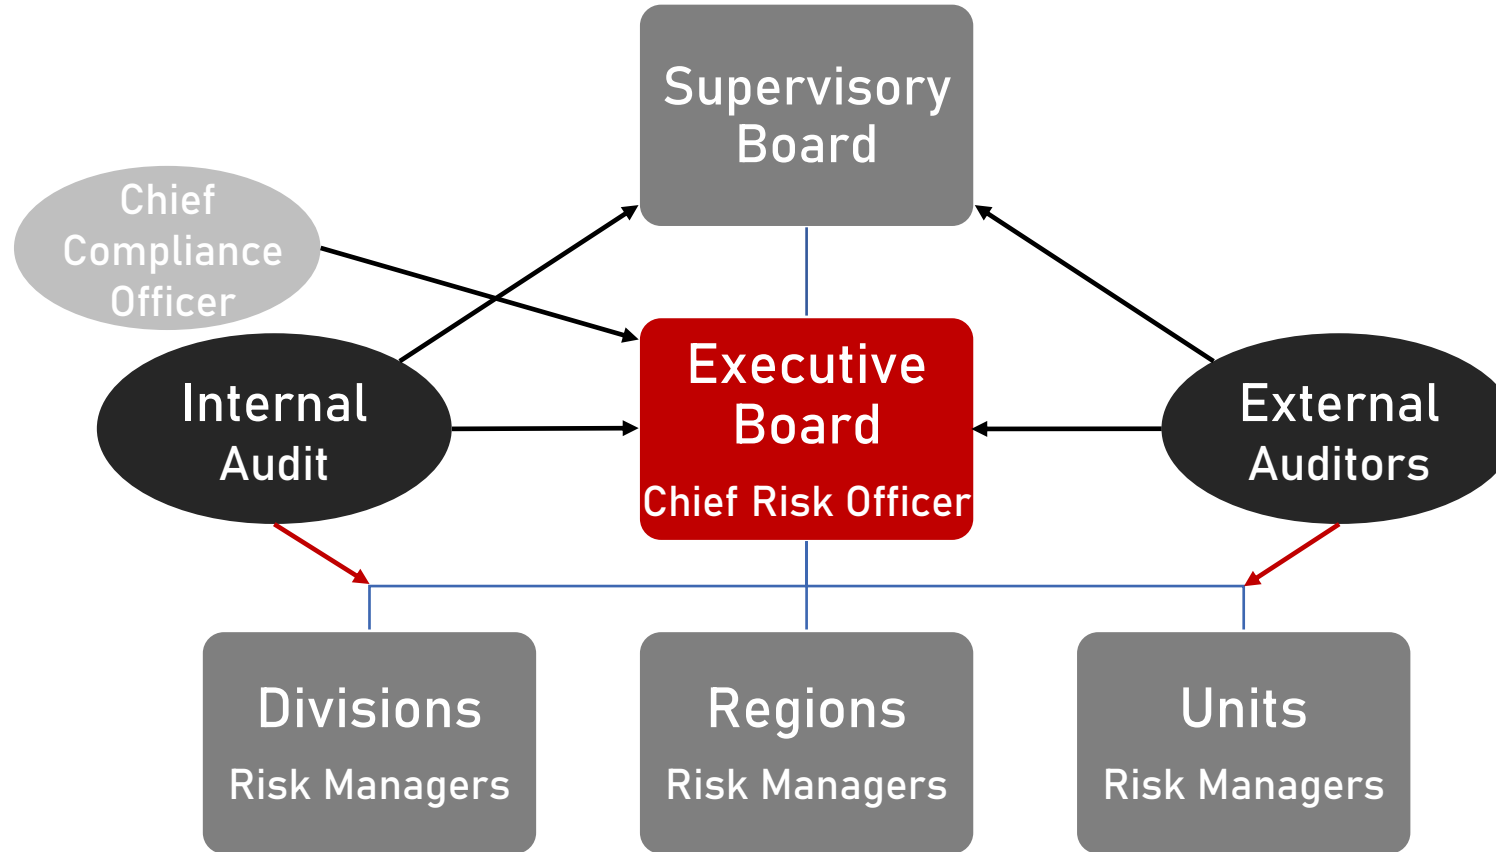 Supervisory
Board
Chief
Compliance
Officer
Internal
Audit
Executive
Board
Chief Risk Officer
External
Auditors
Divisions
Risk Managers
Regions
Risk Managers
Units
Risk Managers